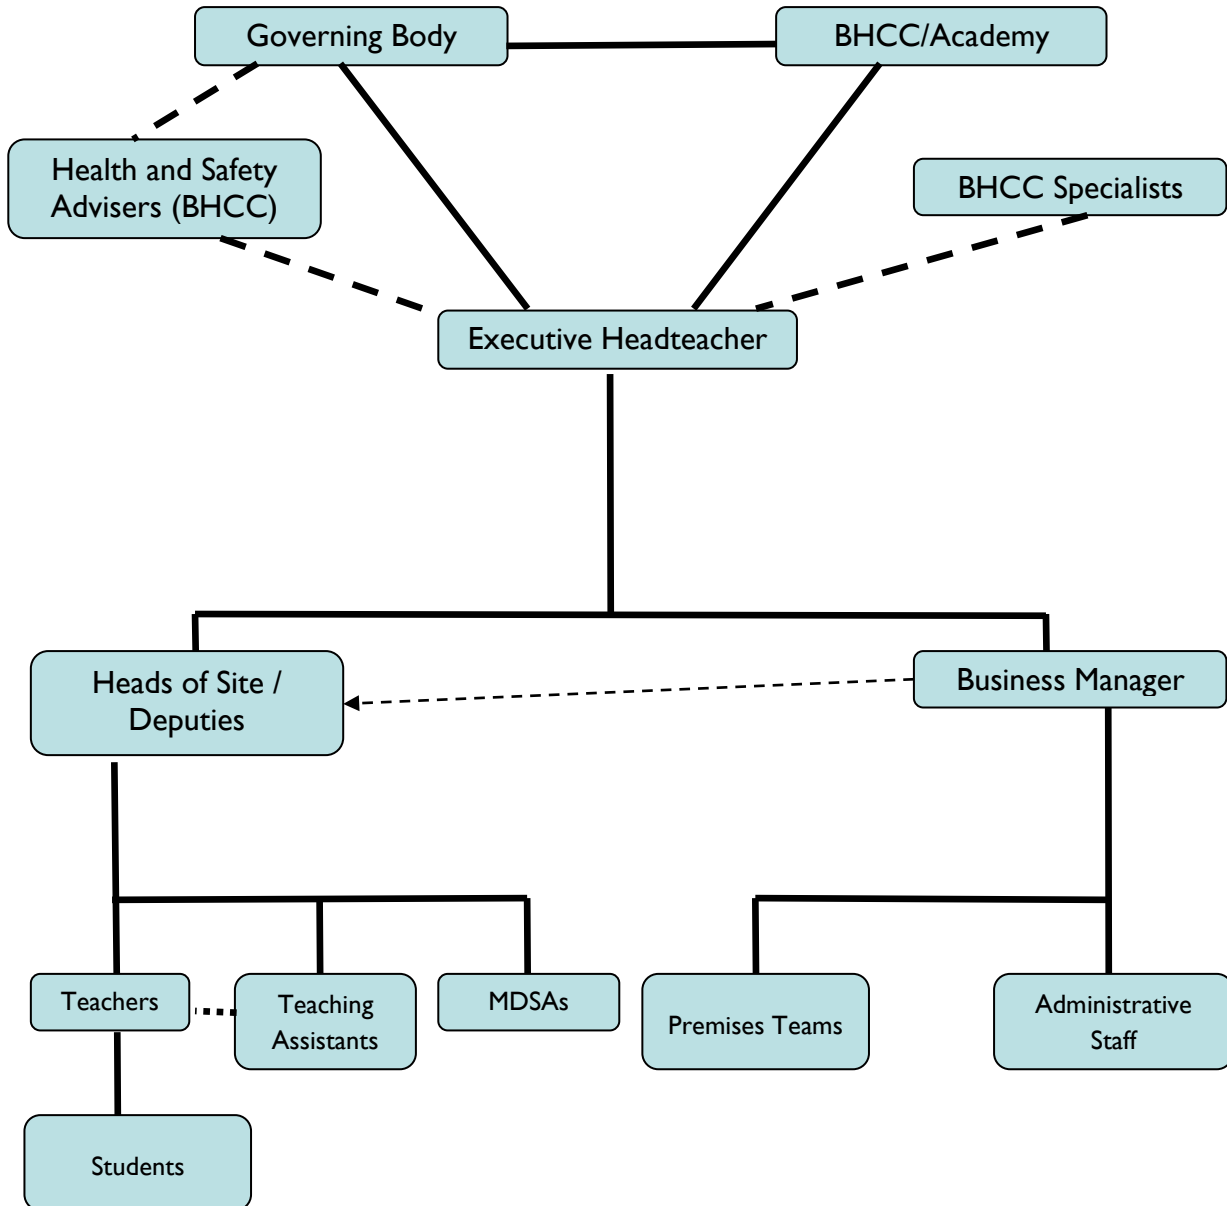 Governing Body
BHCC/Academy
Health and Safety
Advisers (BHCC)
BHCC Specialists
Executive Headteacher
Heads of Site /
Deputies
Business Manager
Teachers
Teaching
Assistants
MDSAs
Premises Teams
Administrative
Staff
Students